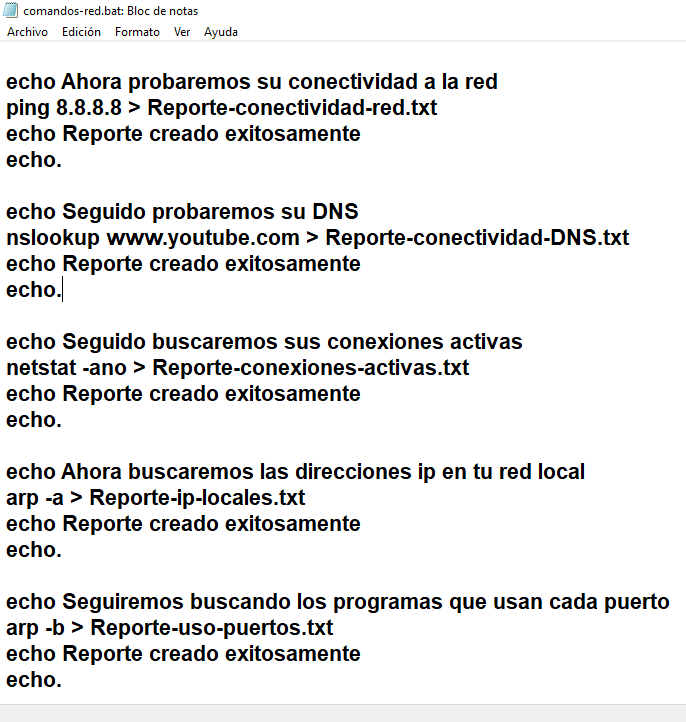 comandos-red.bat: Bloc de notas
Archivo Edición Formato Ver Ayuda
echo Ahora probaremos su conectividad a la red
ping 8.8.8.8 > Reporte-conectividad-red.txt
echo Reporte creado exitosamente
echo.
echo Seguido probaremos su DNS
nslookup www.youtube.com > Reporte-conectividad-DNS.txt
echo Reporte creado exitosamente
echo.
echo Seguido buscaremos sus conexiones activas
netstat -ano > Reporte-conexiones-activas.txt
echo Reporte creado exitosamente
echo.
echo Ahora buscaremos las direcciones ip en tu red local
arp -a > Reporte-ip-locales.txt
echo Reporte creado exitosamente
echo.
echo Seguiremos buscando los programas que usan cada puerto
arp -b > Reporte-uso-puertos.txt
echo Reporte creado exitosamente
echo.